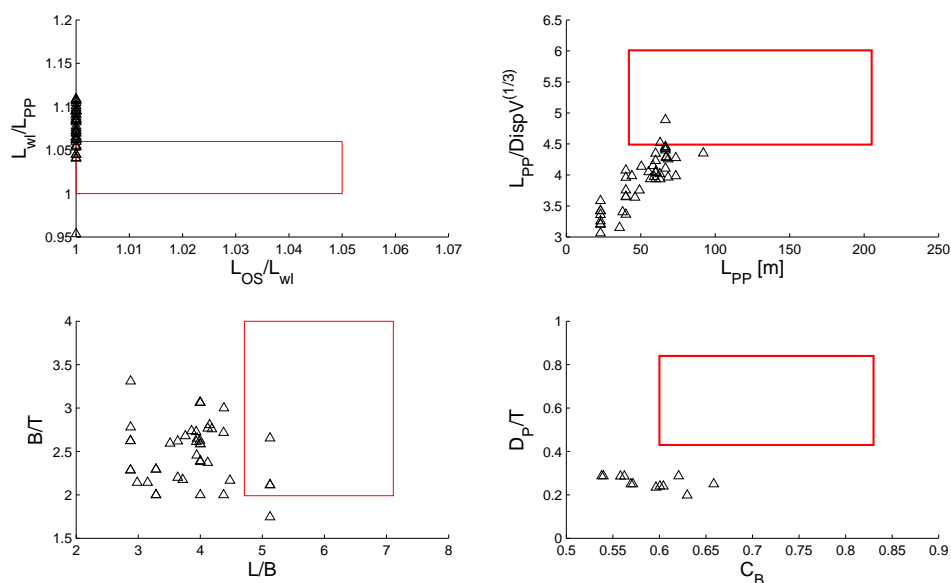 1.2
1.15
1.1
1.05
1
0.95
L_wl/L_PP
1 1.01 1.02 1.03 1.04 1.05 1.06 1.07
L_OS/L_wl
6.5
6
5.5
5
4.5
4
3.5
3
L_PP/DispV^(1/3)
0 50 100 150 200 250
L_PP [m]
4
3.5
3
2.5
2
1.5
B/T
2 3 4 5 6 7 8
L/B
1
0.8
0.6
0.4
0.2
0
D_P/T
0.5 0.55 0.6 0.65 0.7 0.75 0.8 0.85 0.9
C_B